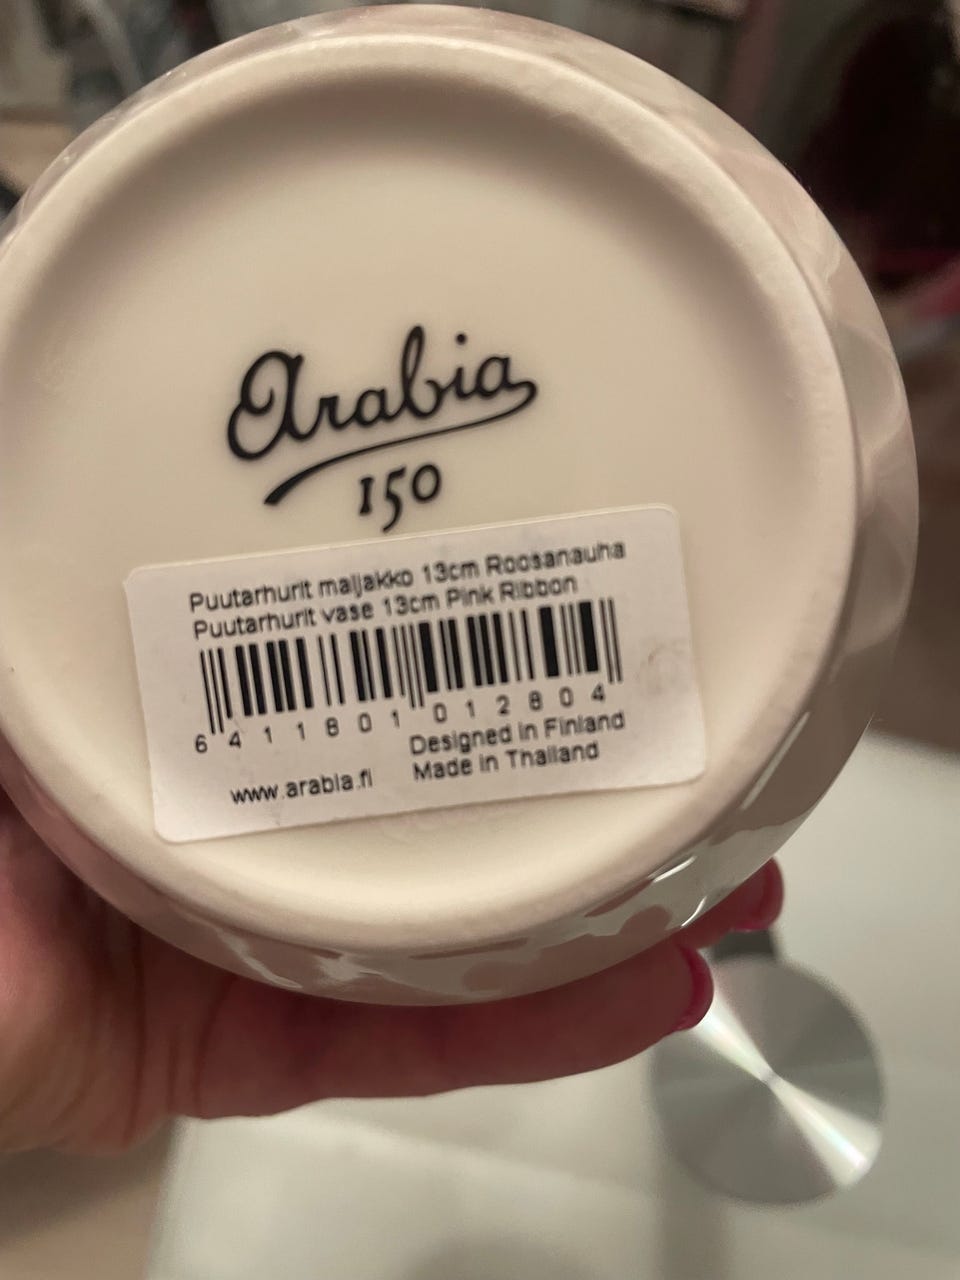 Arabia
150
Puutarhurit maljakko 13cm Roosanauha
Puutarhurit vase 13cm Pink Ribbon
6 411801 012804
Designed in Finland
www.arabia.fi Made in Thailand